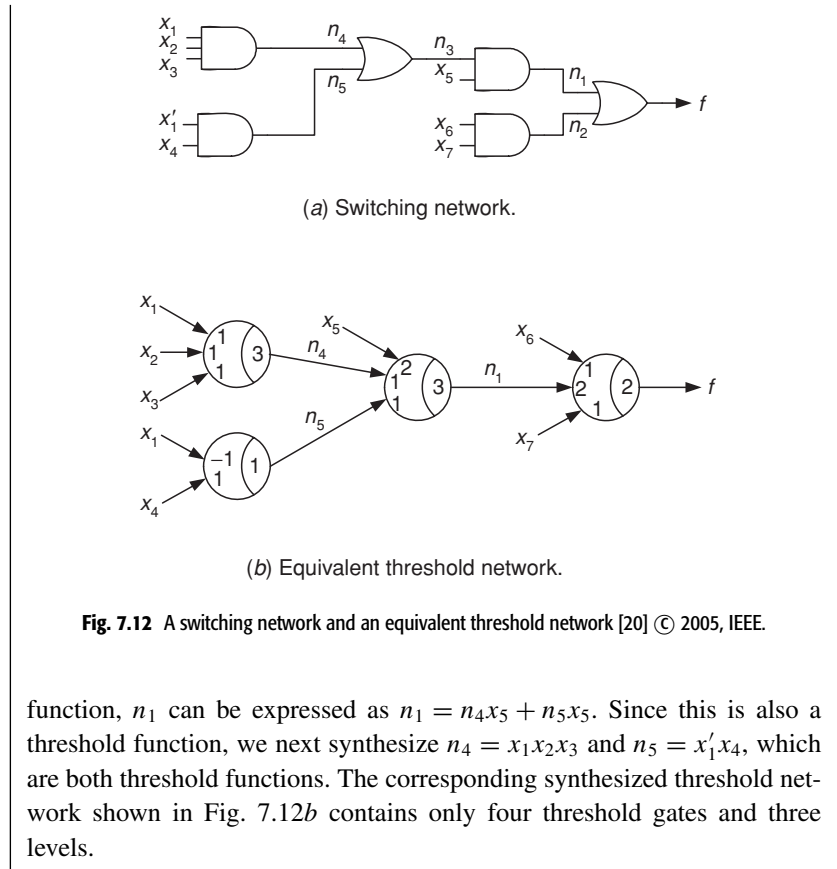 x₁
x₂
x₃
n₄
n₅
x₁′
x₄
n₃
x₅
n₁
x₆
x₇
n₂
f
(a) Switching network.
x₁
x₂
x₃
1
1
1
3
n₄
x₅
x₁
x₄
−1
1
1
n₅
2
1
1
3
n₁
x₆
x₇
1
2
1
2
f
(b) Equivalent threshold network.
Fig. 7.12 A switching network and an equivalent threshold network [20] © 2005, IEEE.
function, n₁ can be expressed as n₁ = n₄x₅ + n₅x₅. Since this is also a
threshold function, we next synthesize n₄ = x₁x₂x₃ and n₅ = x₁′x₄, which
are both threshold functions. The corresponding synthesized threshold net-
work shown in Fig. 7.12b contains only four threshold gates and three
levels.